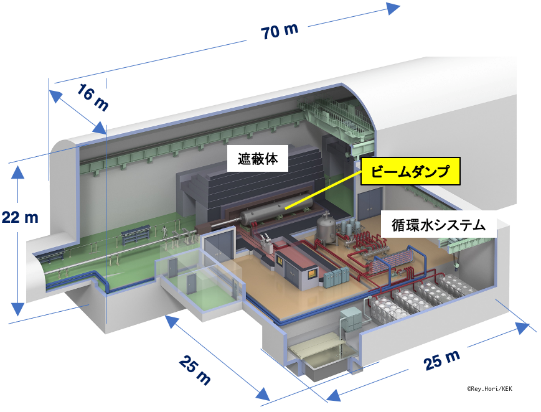 70 m
16 m
遮蔽体
ビームダンプ
22 m
循環水システム
25 m
25 m
©Rey.Hori/KEK